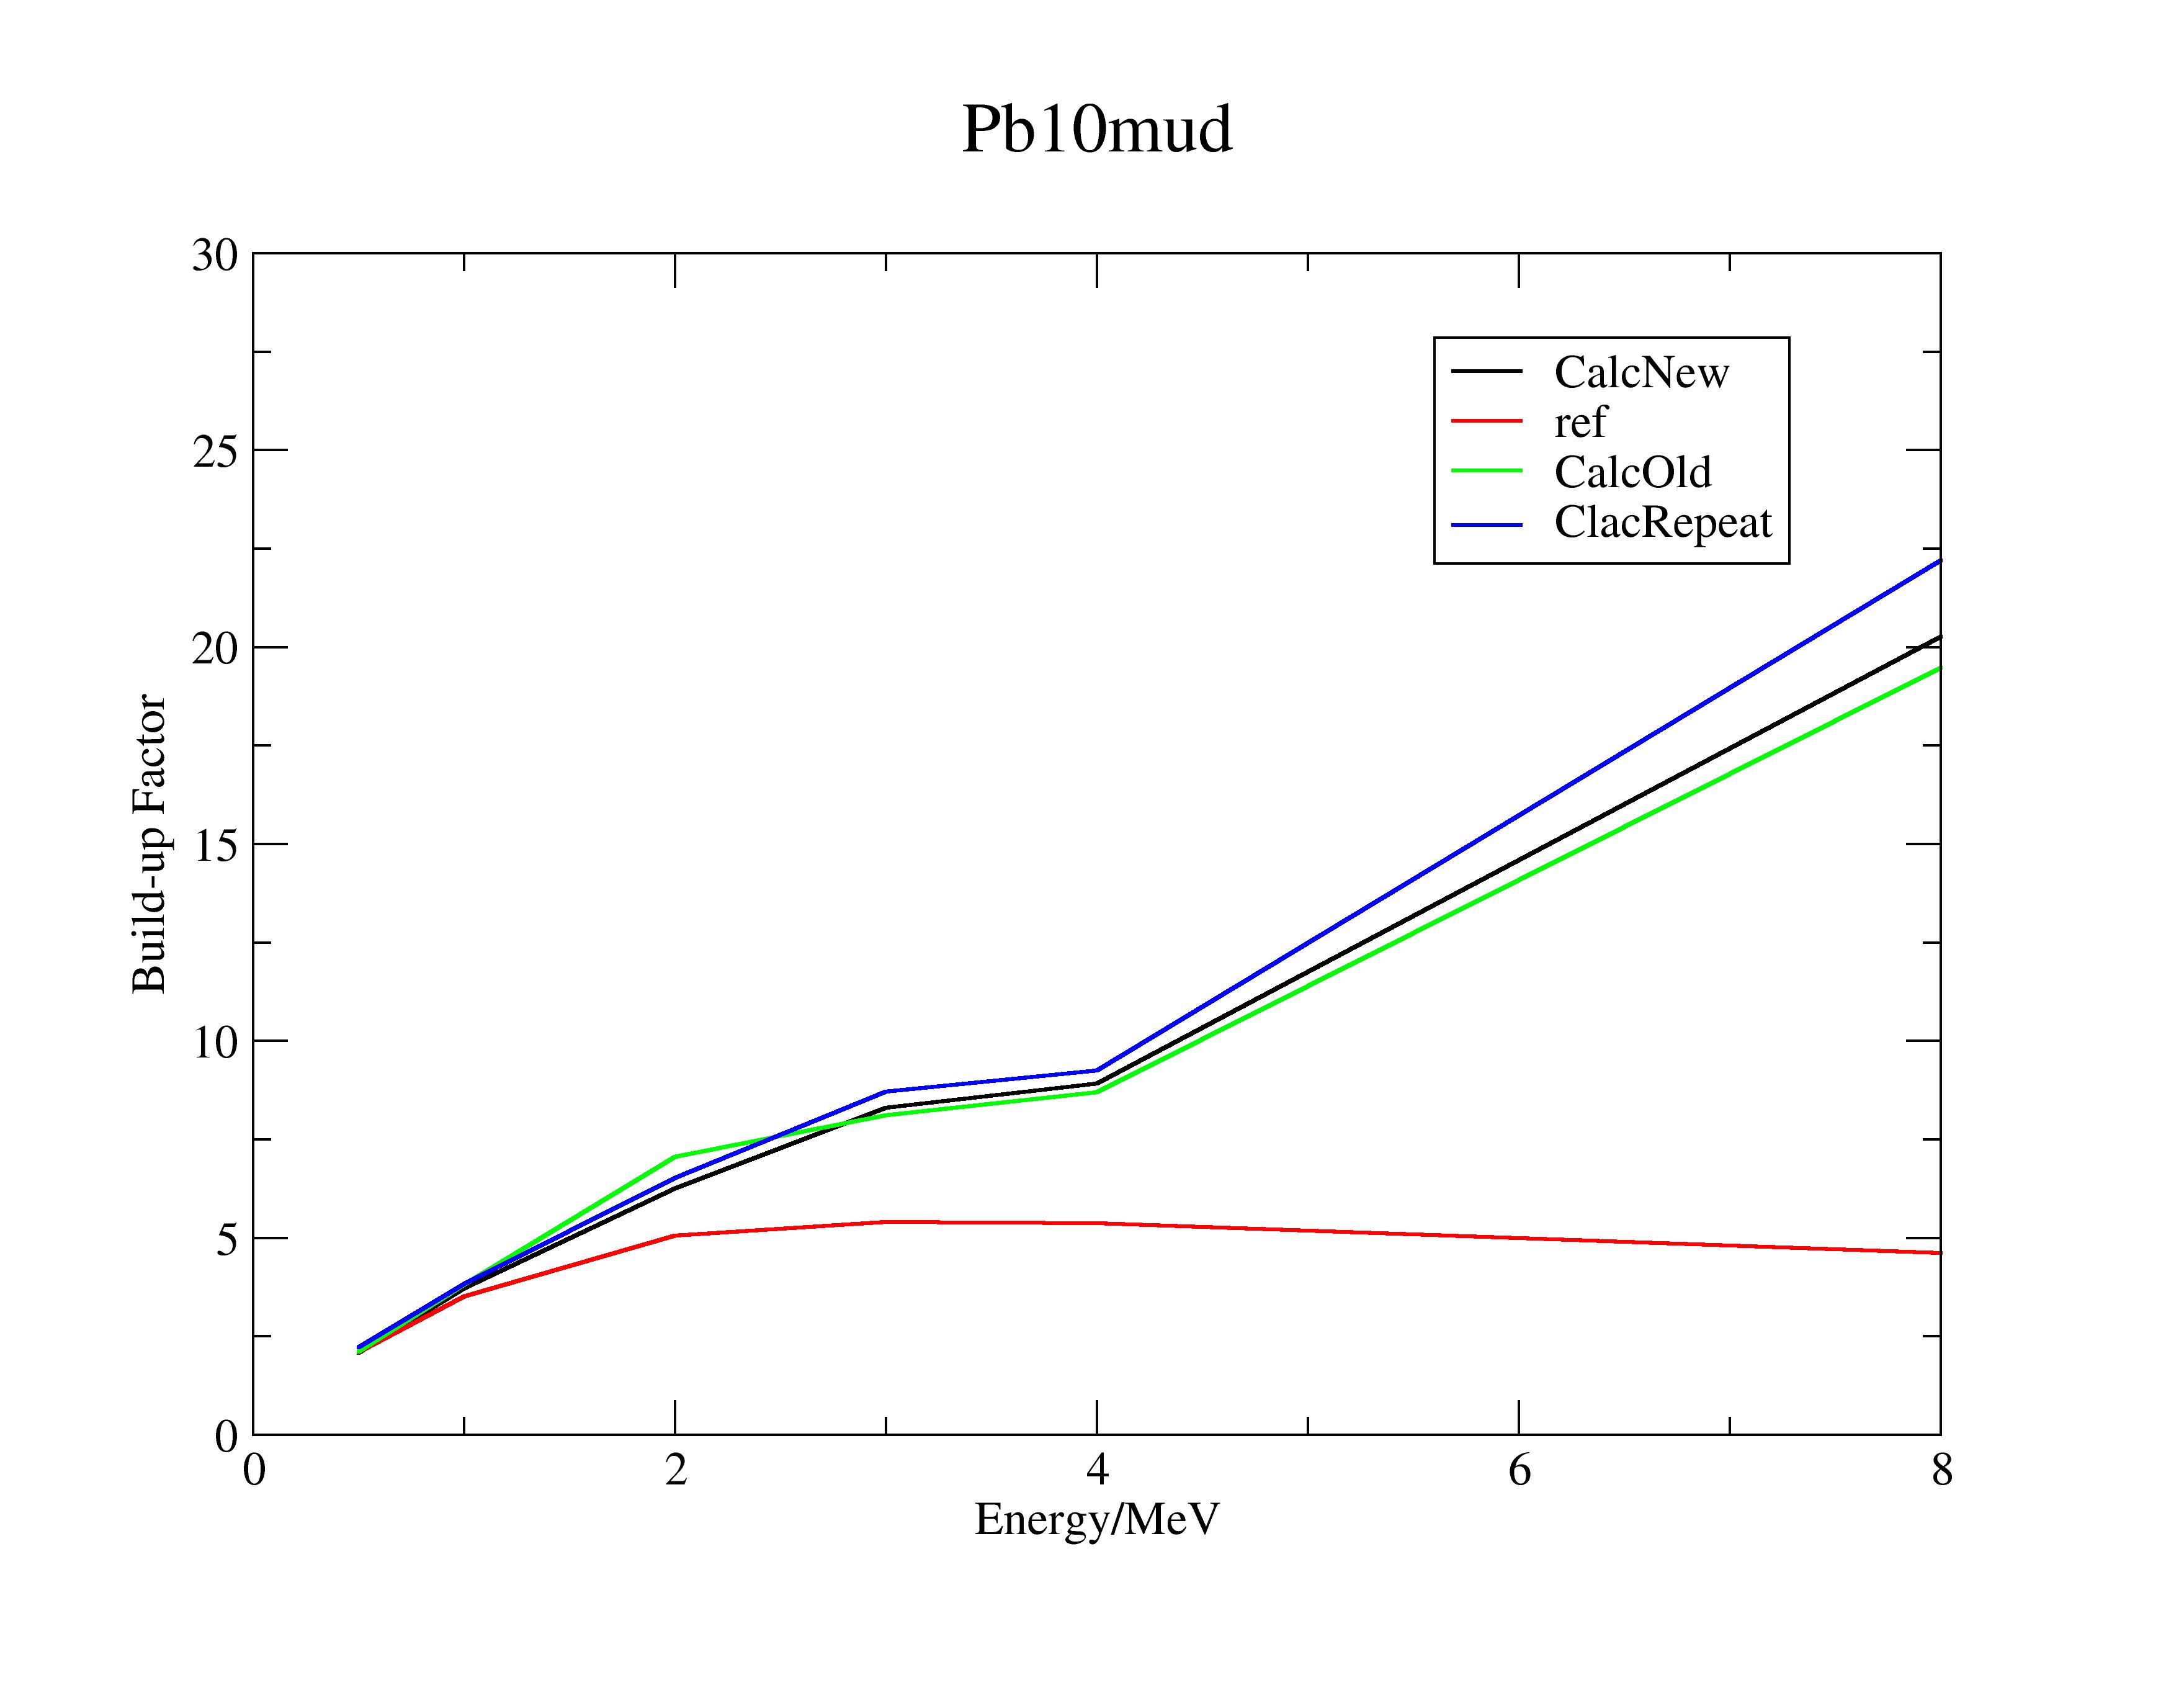 Pb10mud
30
25
20
15
10
5
0
Build-up Factor
CalcNew
ref
CalcOld
ClacRepeat
0 2 4 6 8
Energy/MeV